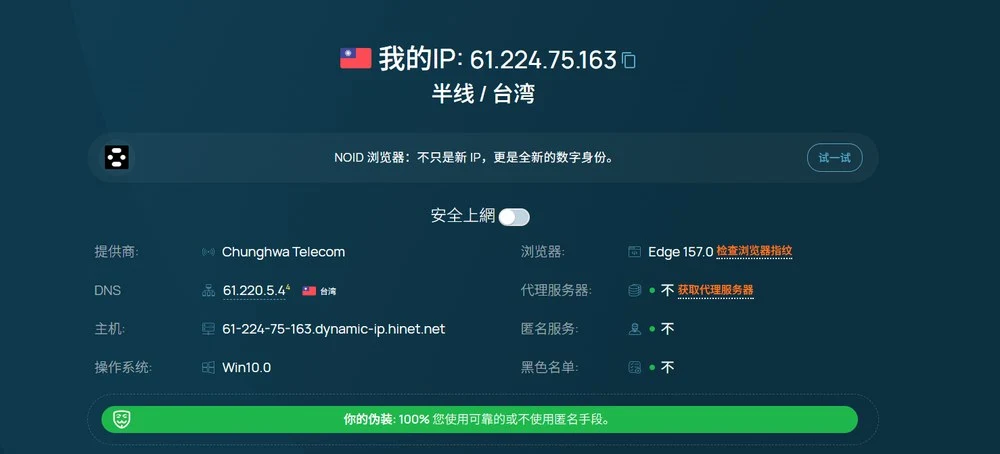 我的IP: 61.224.75.163
半线 / 台湾
NOID 浏览器：不只是新 IP，更是全新的数字身份。
试一试
安全上網
提供商: Chunghwa Telecom
浏览器: Edge 157.0 检查浏览器指纹
DNS 61.220.5.4 4 台湾
代理服务器: 不 获取代理服务器
主机: 61-224-75-163.dynamic-ip.hinet.net
匿名服务: 不
操作系统: Win10.0
黑色名单: 不
你的伪装: 100% 您使用可靠的或不使用匿名手段。